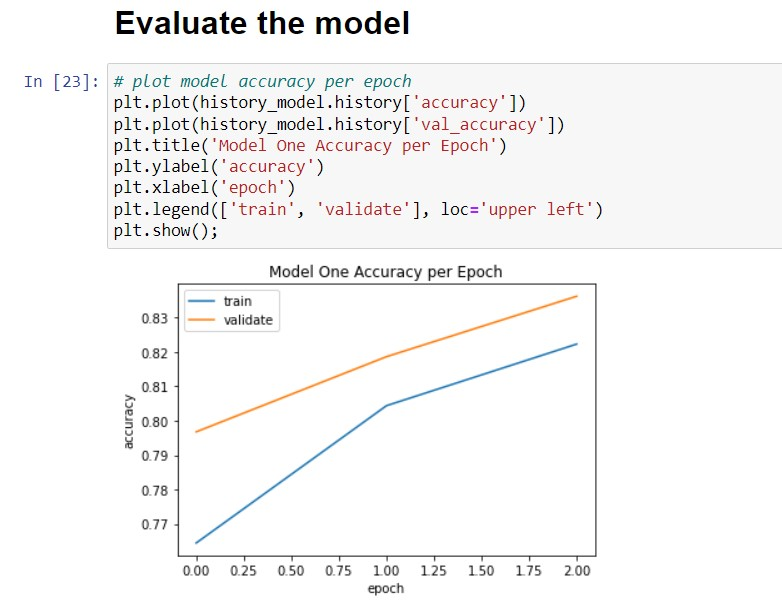 Evaluate the model
In [23]:
# plot model accuracy per epoch
plt.plot(history_model.history['accuracy'])
plt.plot(history_model.history['val_accuracy'])
plt.title('Model One Accuracy per Epoch')
plt.ylabel('accuracy')
plt.xlabel('epoch')
plt.legend(['train', 'validate'], loc='upper left')
plt.show();
Model One Accuracy per Epoch
train
validate
0.83
0.82
0.81
0.80
0.79
0.78
0.77
accuracy
0.00 0.25 0.50 0.75 1.00 1.25 1.50 1.75 2.00
epoch